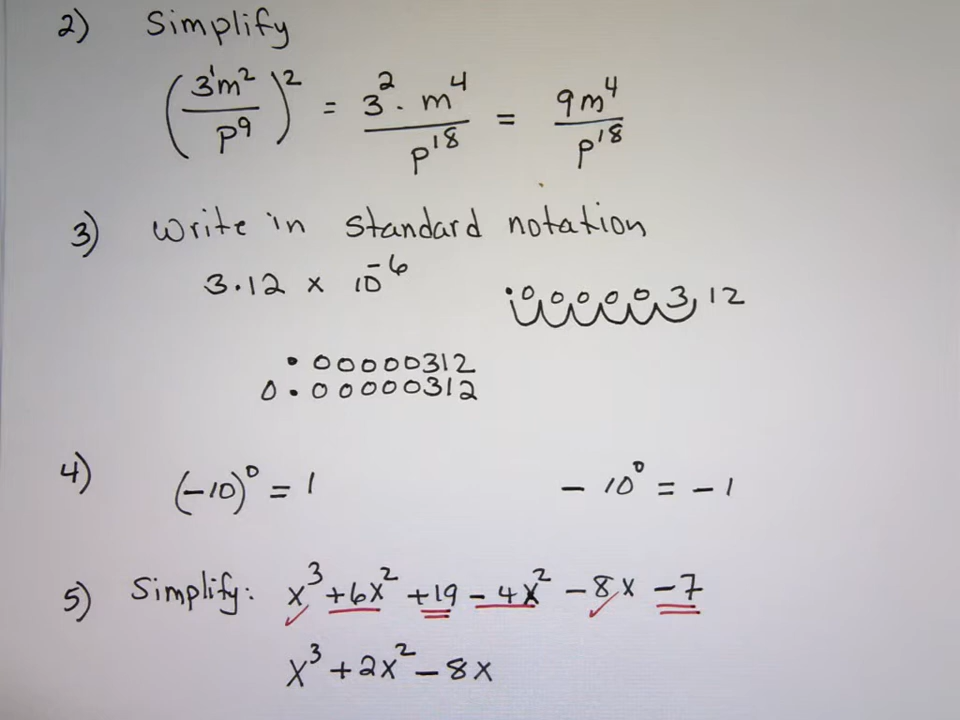 2) Simplify
(3¹m²/p⁹)² = 3²·m⁴/p¹⁸ = 9m⁴/p¹⁸
3) Write in standard notation
3.12 x 10⁻⁶
.00000312
.00000312
0.00000312
4) (-10)⁰ = 1 -10⁰ = -1
5) Simplify: x³ +6x² +19 -4x² -8x -7
x³ +2x² -8x